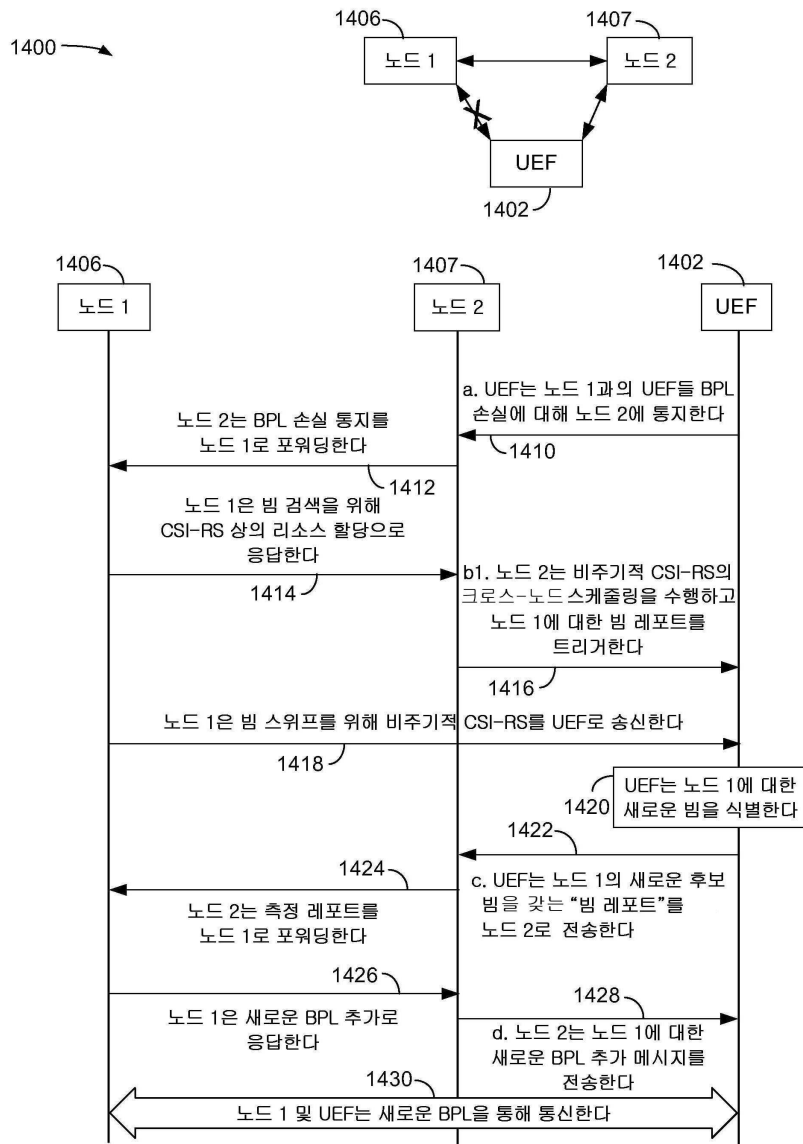 1400
1406
1407
노드 1
노드 2
UEF
1402
1406
1407
1402
노드 1
노드 2
UEF
a. UEF는 노드 1과의 UEF들 BPL
손실에 대해 노드 2에 통지한다
1410
노드 2는 BPL 손실 통지를
노드 1로 포워딩한다
1412
노드 1은 빔 검색을 위해
CSI-RS 상의 리소스 할당으로
응답한다
1414
b1. 노드 2는 비주기적 CSI-RS의
크로스-노드 스케줄링을 수행하고
노드 1에 대한 빔 레포트를
트리거한다
1416
노드 1은 빔 스위프를 위해 비주기적 CSI-RS를 UEF로 송신한다
1418
UEF는 노드 1에 대한
새로운 빔을 식별한다
1420
1422
c. UEF는 노드 1의 새로운 후보
빔을 갖는 “빔 레포트”를
노드 2로 전송한다
1424
노드 2는 측정 레포트를
노드 1로 포워딩한다
1426
노드 1은 새로운 BPL 추가로
응답한다
1428
d. 노드 2는 노드 1에 대한
새로운 BPL 추가 메시지를
전송한다
1430
노드 1 및 UEF는 새로운 BPL을 통해 통신한다